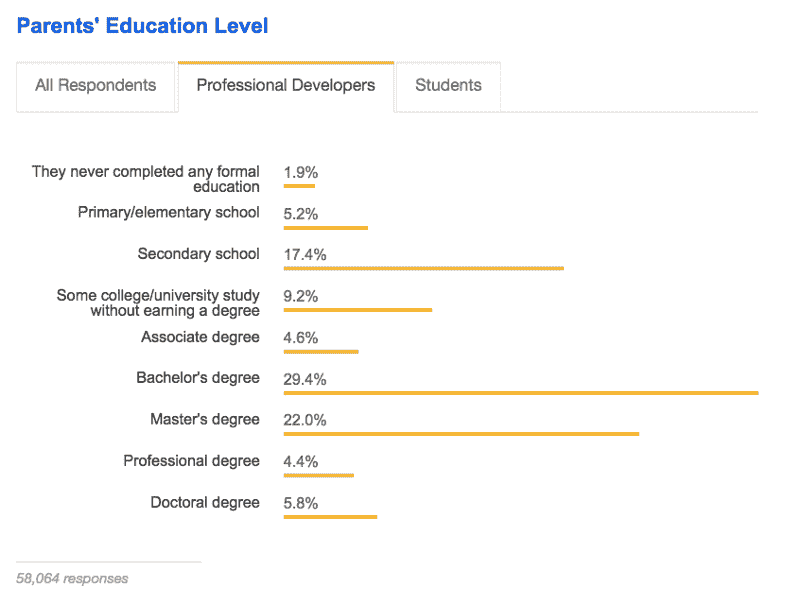 Parents' Education Level
All Respondents
Professional Developers
Students
They never completed any formal
education
1.9%
Primary/elementary school
5.2%
Secondary school
17.4%
Some college/university study
without earning a degree
9.2%
Associate degree
4.6%
Bachelor's degree
29.4%
Master's degree
22.0%
Professional degree
4.4%
Doctoral degree
5.8%
58,064 responses